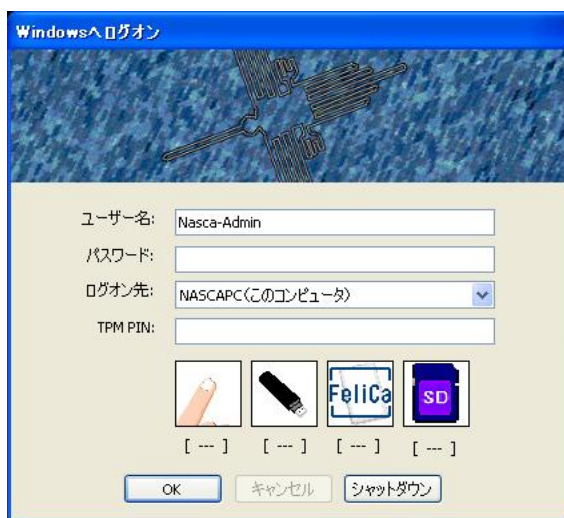 Windowsへログオン
ユーザー名: Nasca-Admin
パスワード:
ログオン先: NASCAPC(このコンピュータ)
TPM PIN:
FeliCa SD
[ --- ] [ --- ] [ --- ] [ --- ]
OK キャンセル シャットダウン